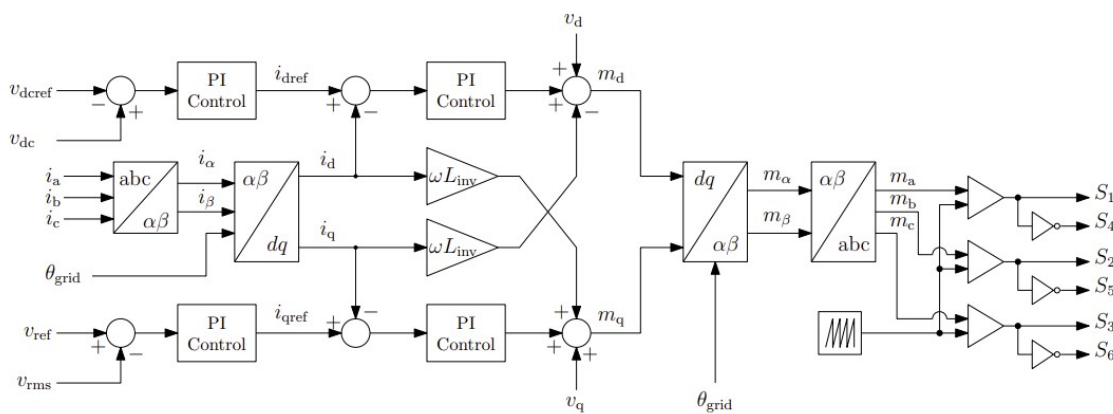 v_d
v_dcref
PI
Control
i_dref
PI
Control
m_d
v_dc
i_a
i_b
i_c
abc
αβ
i_α
i_β
αβ
dq
i_d
i_q
ωL_inv
ωL_inv
θ_grid
dq
αβ
m_α
m_β
αβ
abc
m_a
m_b
m_c
S_1
S_4
S_2
S_5
S_3
S_6
v_ref
PI
Control
i_qref
PI
Control
m_q
v_rms
v_q
θ_grid